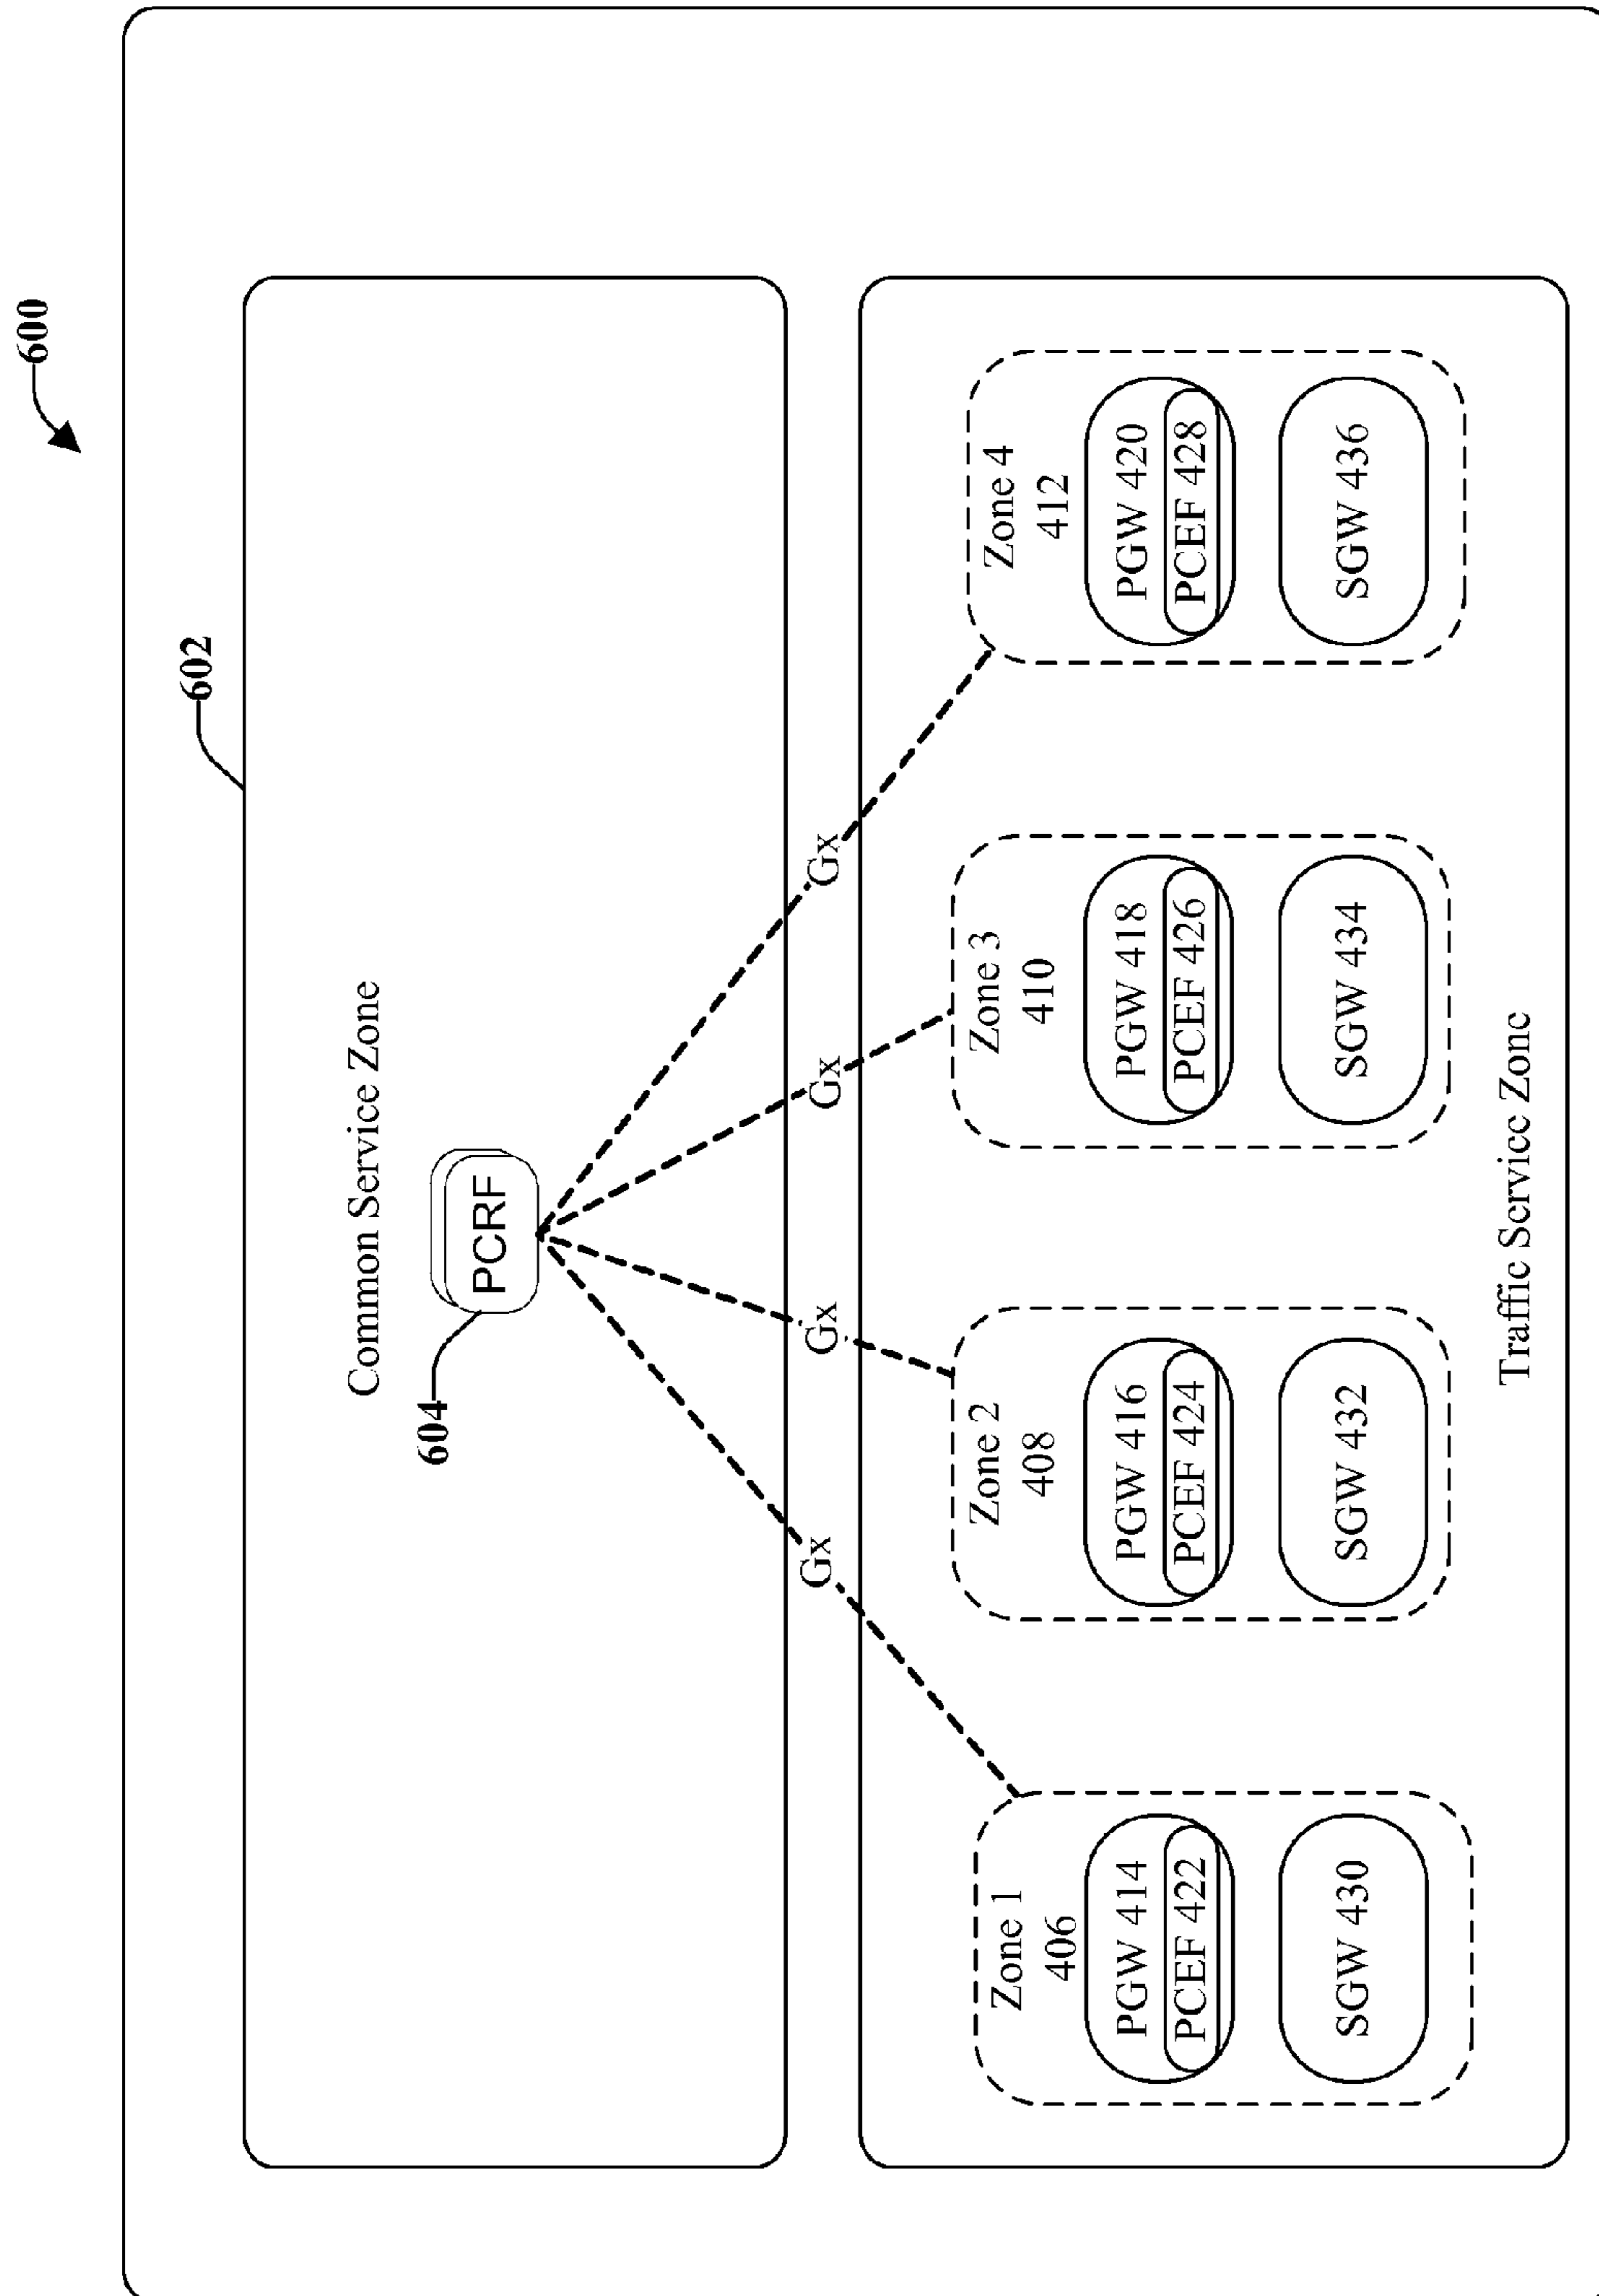 600
602
Common Service Zone
604
PCRF
Gx
Gx
Gx
Gx
Zone 1
406
PGW 414
PCEF 422
SGW 430
Zone 2
408
PGW 416
PCEF 424
SGW 432
Zone 3
410
PGW 418
PCEF 426
SGW 434
Zone 4
412
PGW 420
PCEF 428
SGW 436
Traffic Service Zone